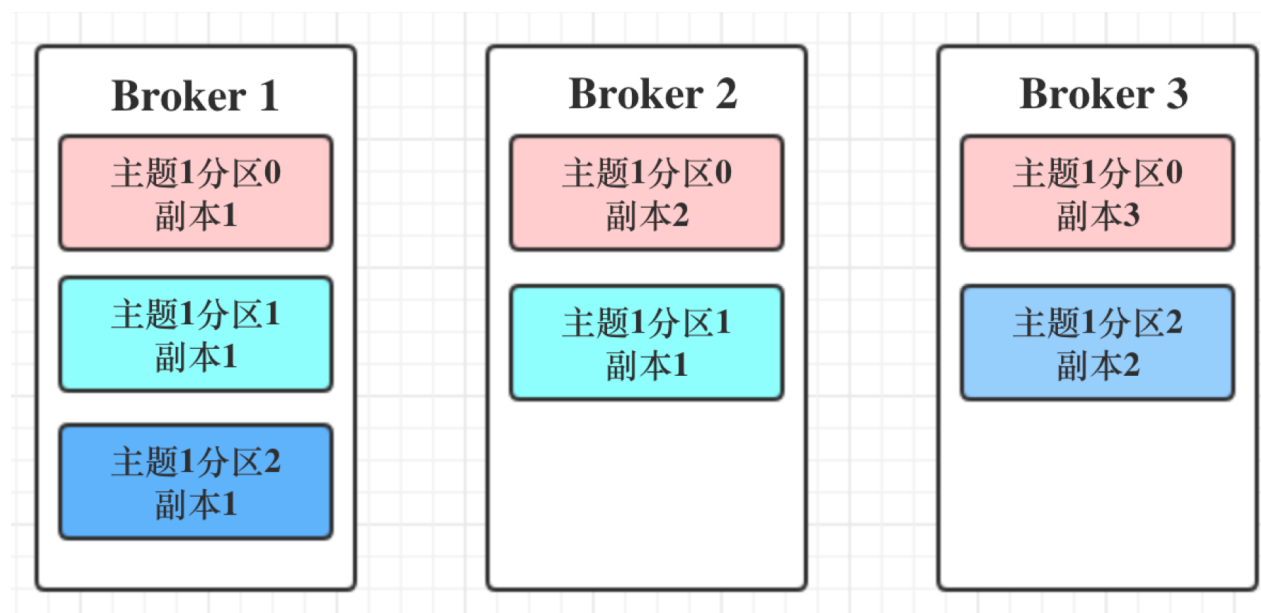 Broker 1
主题1分区0
副本1
主题1分区1
副本1
主题1分区2
副本1
Broker 2
主题1分区0
副本2
主题1分区1
副本1
Broker 3
主题1分区0
副本3
主题1分区2
副本2